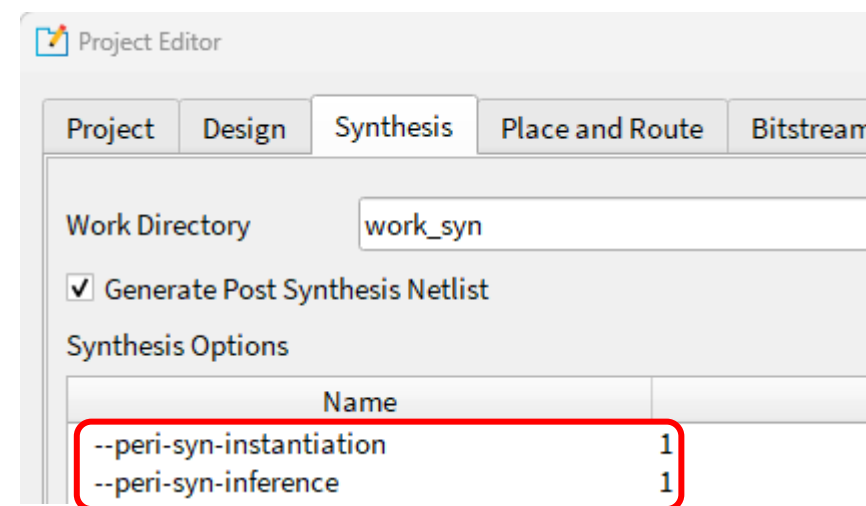 Project Editor
Project Design Synthesis Place and Route Bitstream
Work Directory work_syn
Generate Post Synthesis Netlist
Synthesis Options
Name
--peri-syn-instantiation 1
--peri-syn-inference 1